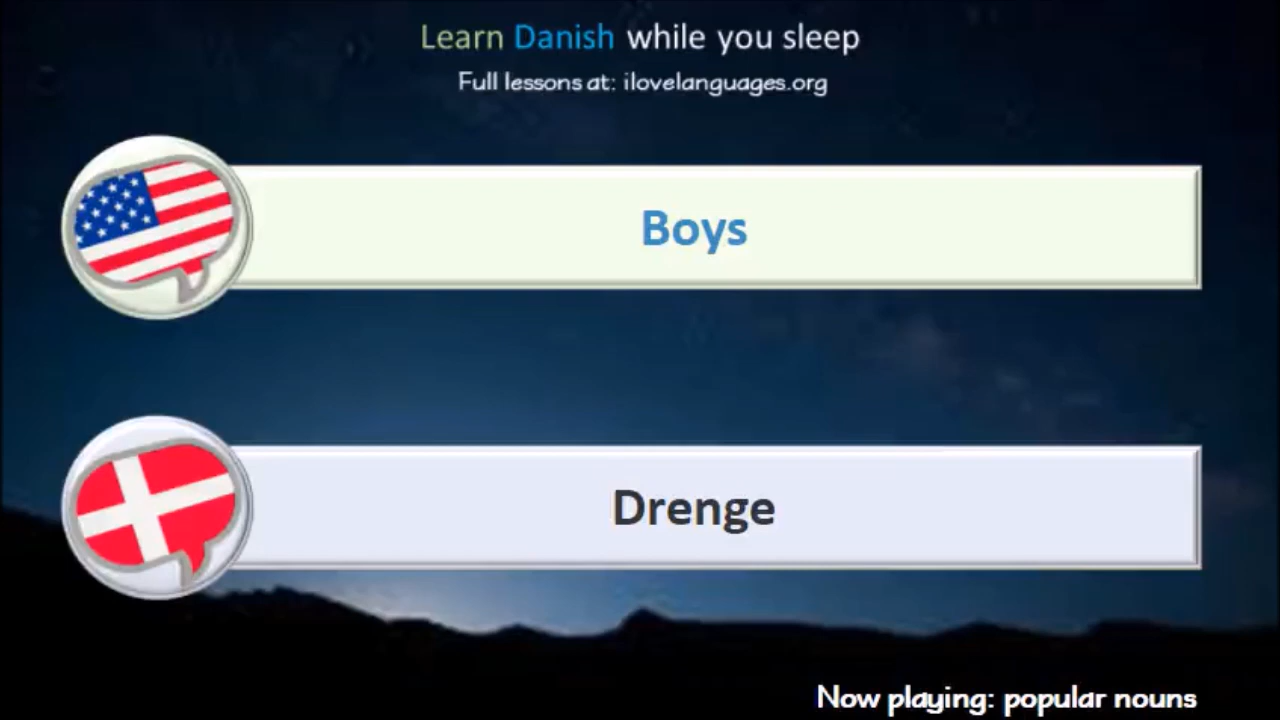 Learn Danish while you sleep
Full lessons at: ilovelanguages.org
Boys
Drenge
Now playing: popular nouns